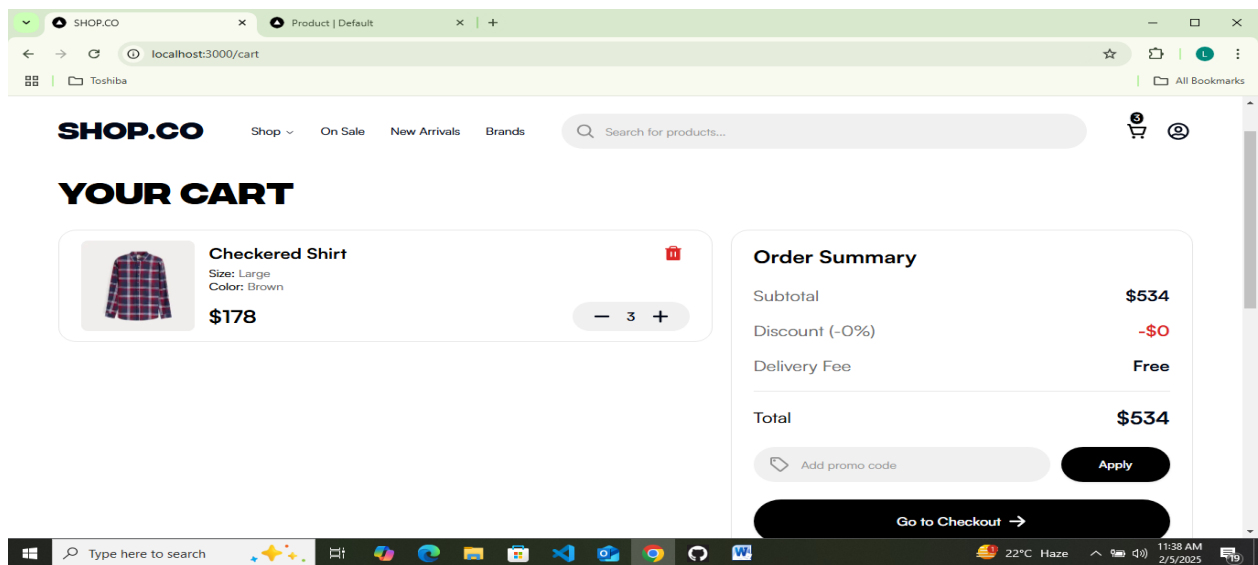 SHOP.CO
Product | Default
localhost:3000/cart
L
Toshiba
All Bookmarks
SHOP.CO
Shop
On Sale
New Arrivals
Brands
Search for products...
3
YOUR CART
Checkered Shirt
Size: Large
Color: Brown
$178
3
Order Summary
Subtotal $534
Discount (-0%) -$0
Delivery Fee Free
Total $534
Add promo code
Apply
Go to Checkout
Type here to search
22°C Haze
11:38 AM
2/5/2025
19